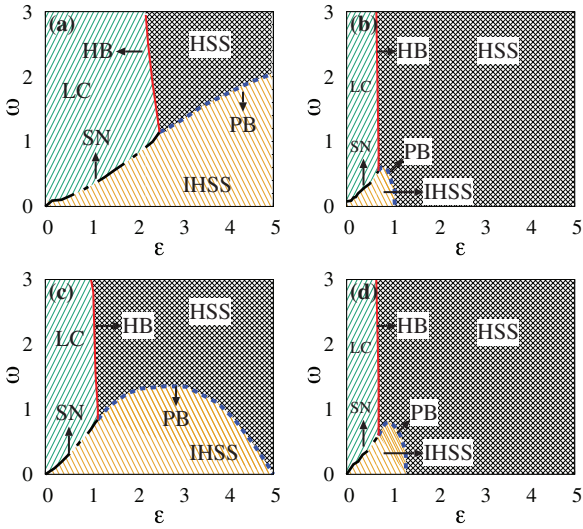 (a)
3
2
1
0
ω
HB
HSS
LC
SN
PB
IHSS
0 1 2 3 4 5
ε
(b)
3
2
1
0
ω
HB
HSS
LC
SN
PB
IHSS
0 1 2 3 4 5
ε
(c)
3
2
1
0
ω
HSS
HB
LC
SN
PB
IHSS
0 1 2 3 4 5
ε
(d)
3
2
1
0
ω
HB
HSS
LC
SN
PB
IHSS
0 1 2 3 4 5
ε